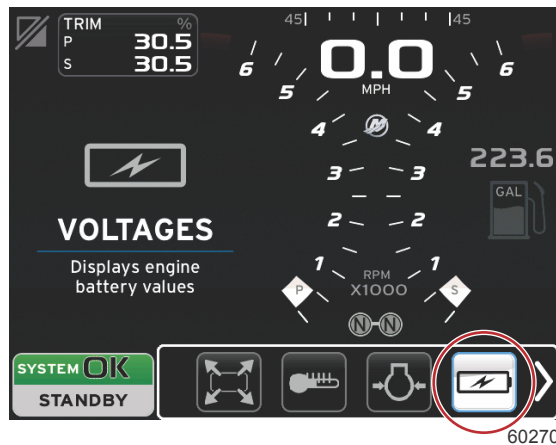 TRIM %
P 30.5
S 30.5
45 45
0.0
MPH
6 6
5 5
4 4
3 3
2 2
1 1
RPM
X1000
P S
N N
223.6
GAL
VOLTAGES
Displays engine
battery values
SYSTEM OK
STANDBY
60270